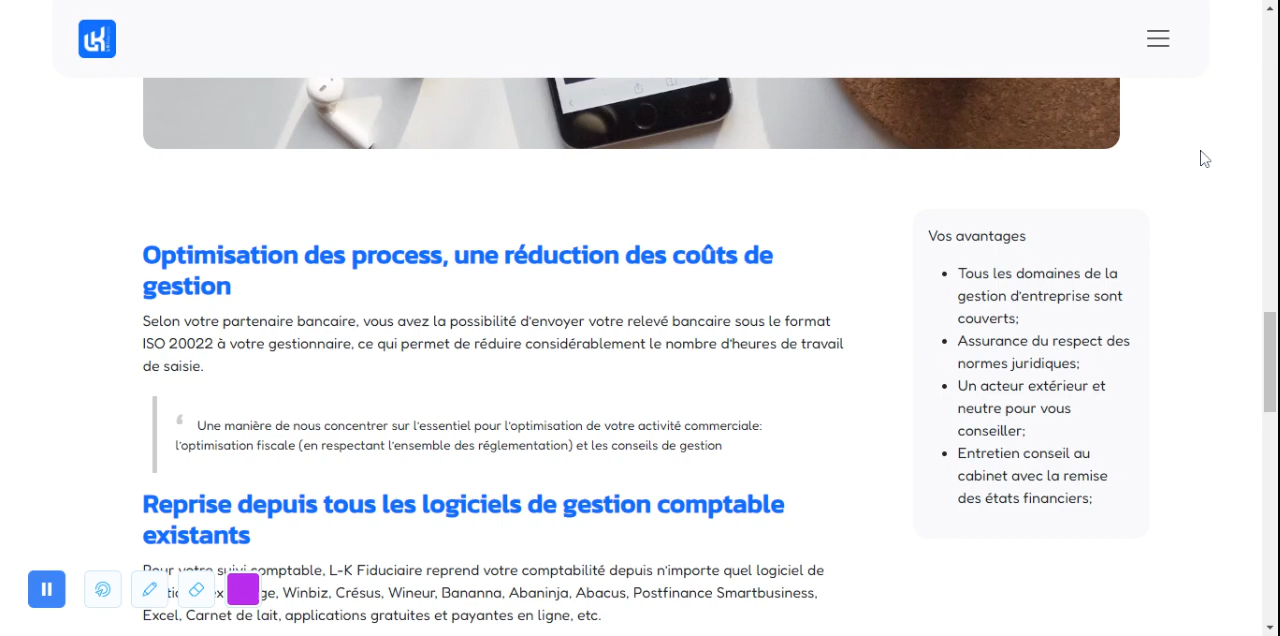 LK
Optimisation des process, une réduction des coûts de
gestion
Selon votre partenaire bancaire, vous avez la possibilité d'envoyer votre relevé bancaire sous le format
ISO 20022 à votre gestionnaire, ce qui permet de réduire considérablement le nombre d'heures de travail
de saisie.
‘ Une manière de nous concentrer sur l'essentiel pour l'optimisation de votre activité commerciale:
l'optimisation fiscale (en respectant l'ensemble des réglementation) et les conseils de gestion
Reprise depuis tous les logiciels de gestion comptable
existants
Pour votre suivi comptable, L-K Fiduciaire reprend votre comptabilité depuis n'importe quel logiciel de
Winbiz, Crésus, Wineur, Bananna, Abaninja, Abacus, Postfinance Smartbusiness,
Excel, Carnet de lait, applications gratuites et payantes en ligne, etc.
Vos avantages
• Tous les domaines de la
gestion d'entreprise sont
couverts;
• Assurance du respect des
normes juridiques;
• Un acteur extérieur et
neutre pour vous
conseiller;
• Entretien conseil au
cabinet avec la remise
des états financiers;